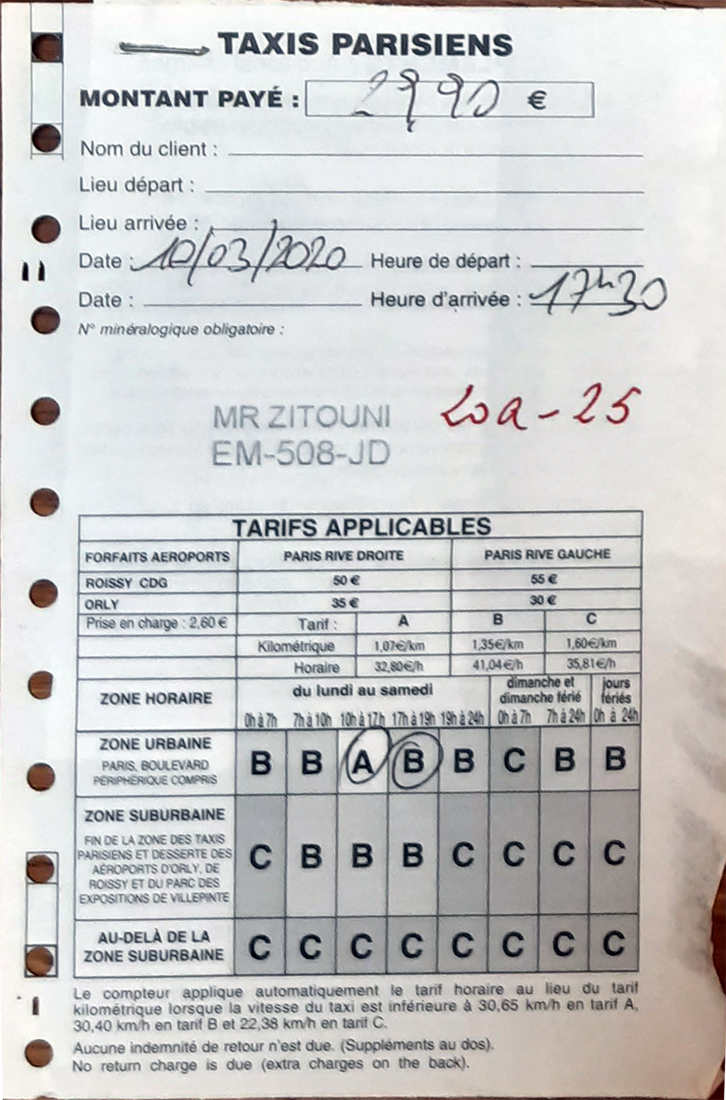 TAXIS PARISIENS
MONTANT PAYÉ : 29,90 €
Nom du client :
Lieu départ :
Lieu arrivée :
Date : 10/03/2020 Heure de départ :
Date : Heure d'arrivée : 17h30
N° minéralogique obligatoire :
MR ZITOUNI
EM-508-JD
TARIFS APPLICABLES
FORFAITS AEROPORTS PARIS RIVE DROITE PARIS RIVE GAUCHE
ROISSY CDG 50 € 55 €
ORLY 35 € 30 €
Prise en charge : 2,60 € Tarif : A B C
Kilométrique 1,07€/km 1,35€/km 1,60€/km
Horaire 32,80€/h 41,04€/h 35,81€/h
ZONE HORAIRE du lundi au samedi dimanche et dimanche férié jours fériés
0h à 7h 7h à 10h 10h à 17h 17h à 19h 19h à 24h 0h à 7h 7h à 24h 0h à 24h
ZONE URBAINE
PARIS, BOULEVARD
PÉRIPHÉRIQUE COMPRIS
B B A B B C B B
ZONE SUBURBAINE
FIN DE LA ZONE DES TAXIS
PARISIENS ET DESSERTE DES
AÉROPORTS D'ORLY, DE
ROISSY ET DU PARC DES
EXPOSITIONS DE VILLEPINTE
C B B B C C C C
AU-DELÀ DE LA
ZONE SUBURBAINE
C C C C C C C C
Le compteur applique automatiquement le tarif horaire au lieu du tarif
kilométrique lorsque la vitesse du taxi est inférieure à 30,65 km/h en tarif A,
30,40 km/h en tarif B et 22,38 km/h en tarif C.
Aucune indemnité de retour n'est due. (Suppléments au dos).
No return charge is due (extra charges on the back).